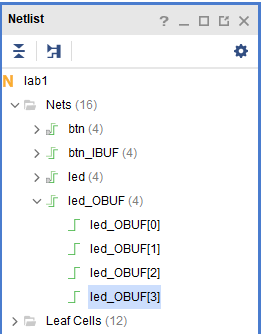 Netlist
lab1
Nets (16)
btn (4)
btn_IBUF (4)
led (4)
led_OBUF (4)
led_OBUF[0]
led_OBUF[1]
led_OBUF[2]
led_OBUF[3]
Leaf Cells (12)